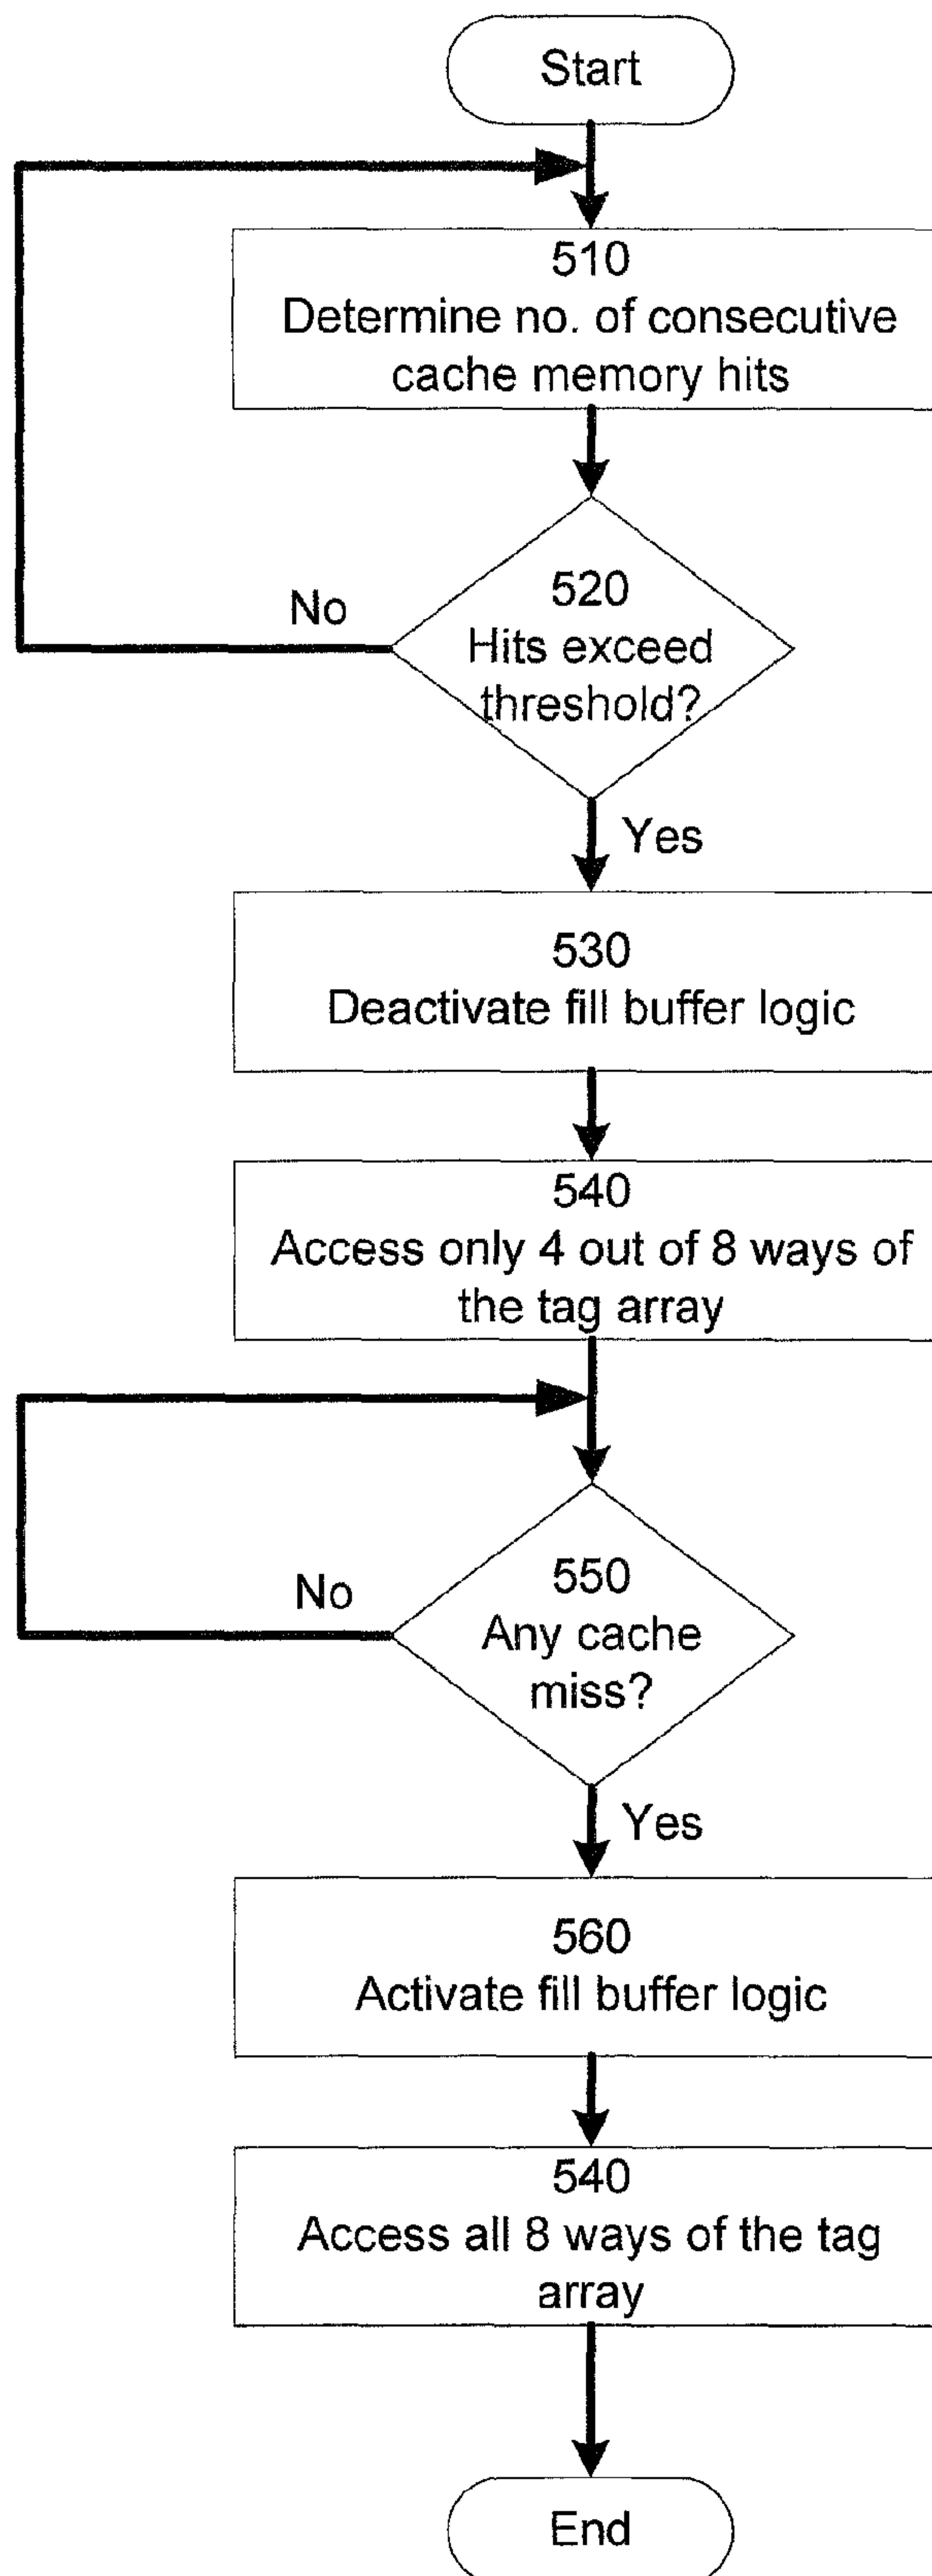 Start
510
Determine no. of consecutive
cache memory hits
520
Hits exceed
threshold?
No
Yes
530
Deactivate fill buffer logic
540
Access only 4 out of 8 ways of
the tag array
550
Any cache
miss?
No
Yes
560
Activate fill buffer logic
540
Access all 8 ways of the tag
array
End